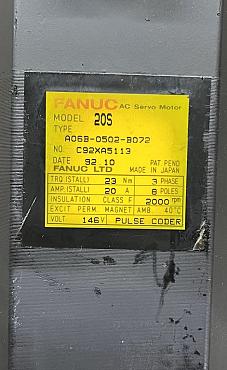 FANUC AC Servo Motor
MODEL 20S
TYPE
A06B-0502-B072
NO. C92XA5113
DATE 92.10 PAT. PEND
FANUC LTD MADE IN JAPAN
TRQ.(STALL) 23 Nm 3 PHASE
AMP.(STALL) 20 A 8 POLES
INSULATION CLASS F 2000 rpm
EXCIT PERM. MAGNET AMB. 40°C
VOLT. 146V PULSE CODER